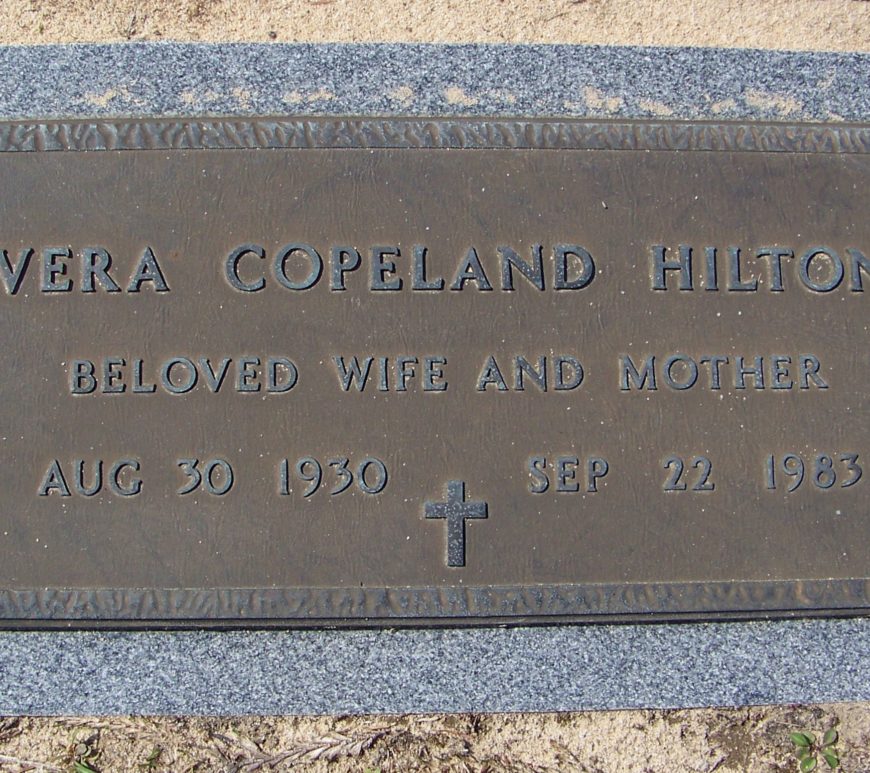 VERA COPELAND HILTON
BELOVED WIFE AND MOTHER
AUG 30 1930 SEP 22 1983